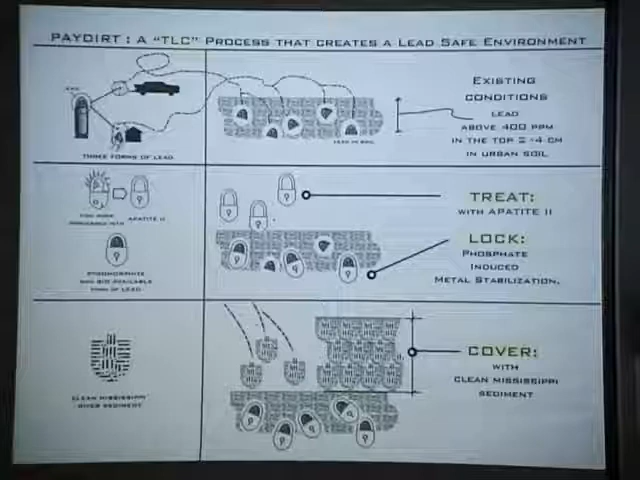 PAYDIRT : A "TLC" PROCESS THAT CREATES A LEAD SAFE ENVIRONMENT
EXISTING
CONDITIONS
LEAD
ABOVE 400 PPM
IN THE TOP 2 -4 CM
IN URBAN SOIL
THREE FORMS OF LEAD
LEAD IN SOIL
TREAT:
WITH APATITE II
APATITE II
LOCK:
PHOSPHATE
INDUCED
METAL STABILIZATION.
PYROMORPHITE
NON BIO AVAILABLE
FORM OF LEAD
COVER:
WITH
CLEAN MISSISSIPPI
SEDIMENT
CLEAN MISSISSIPPI
RIVER SEDIMENT